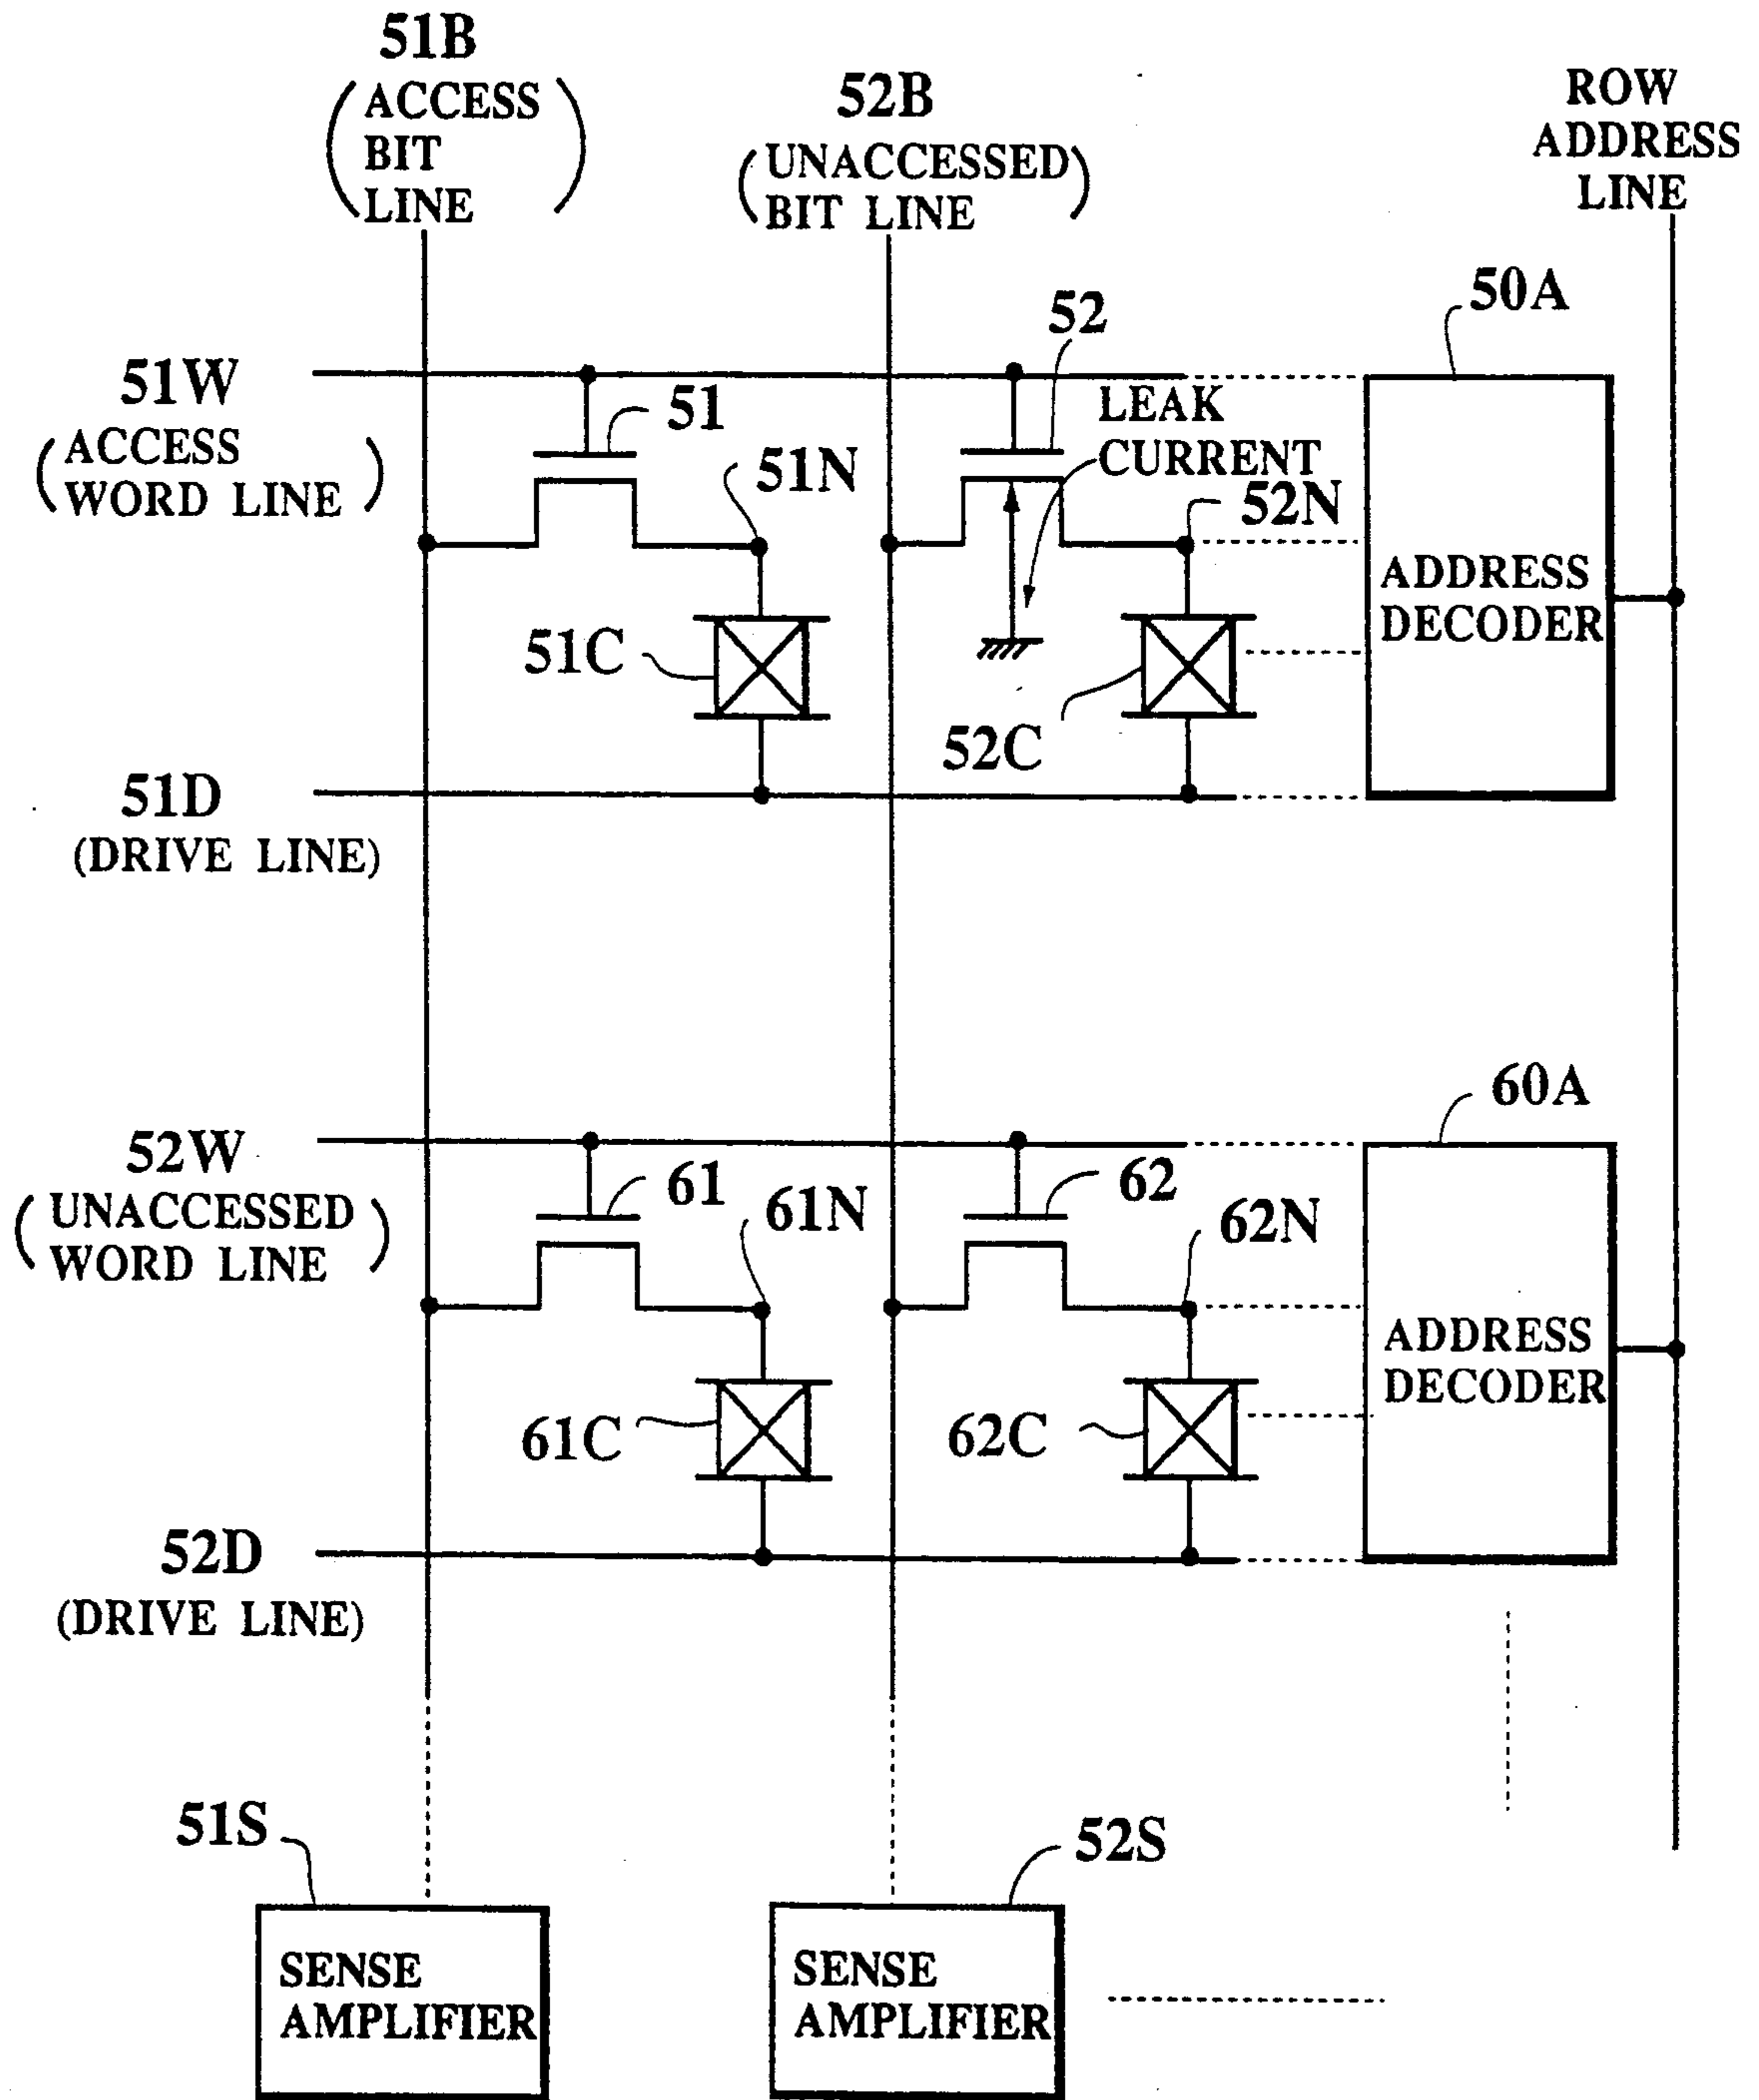 51B
(ACCESS
BIT
LINE)
52B
(UNACCESSED
BIT LINE)
ROW
ADDRESS
LINE
50A
52
51W
(ACCESS
WORD LINE)
51
51N
LEAK
CURRENT
52N
ADDRESS
DECODER
51C
52C
51D
(DRIVE LINE)
60A
52W
(UNACCESSED
WORD LINE)
61
61N
62
62N
ADDRESS
DECODER
61C
62C
52D
(DRIVE LINE)
51S
52S
SENSE
AMPLIFIER
SENSE
AMPLIFIER